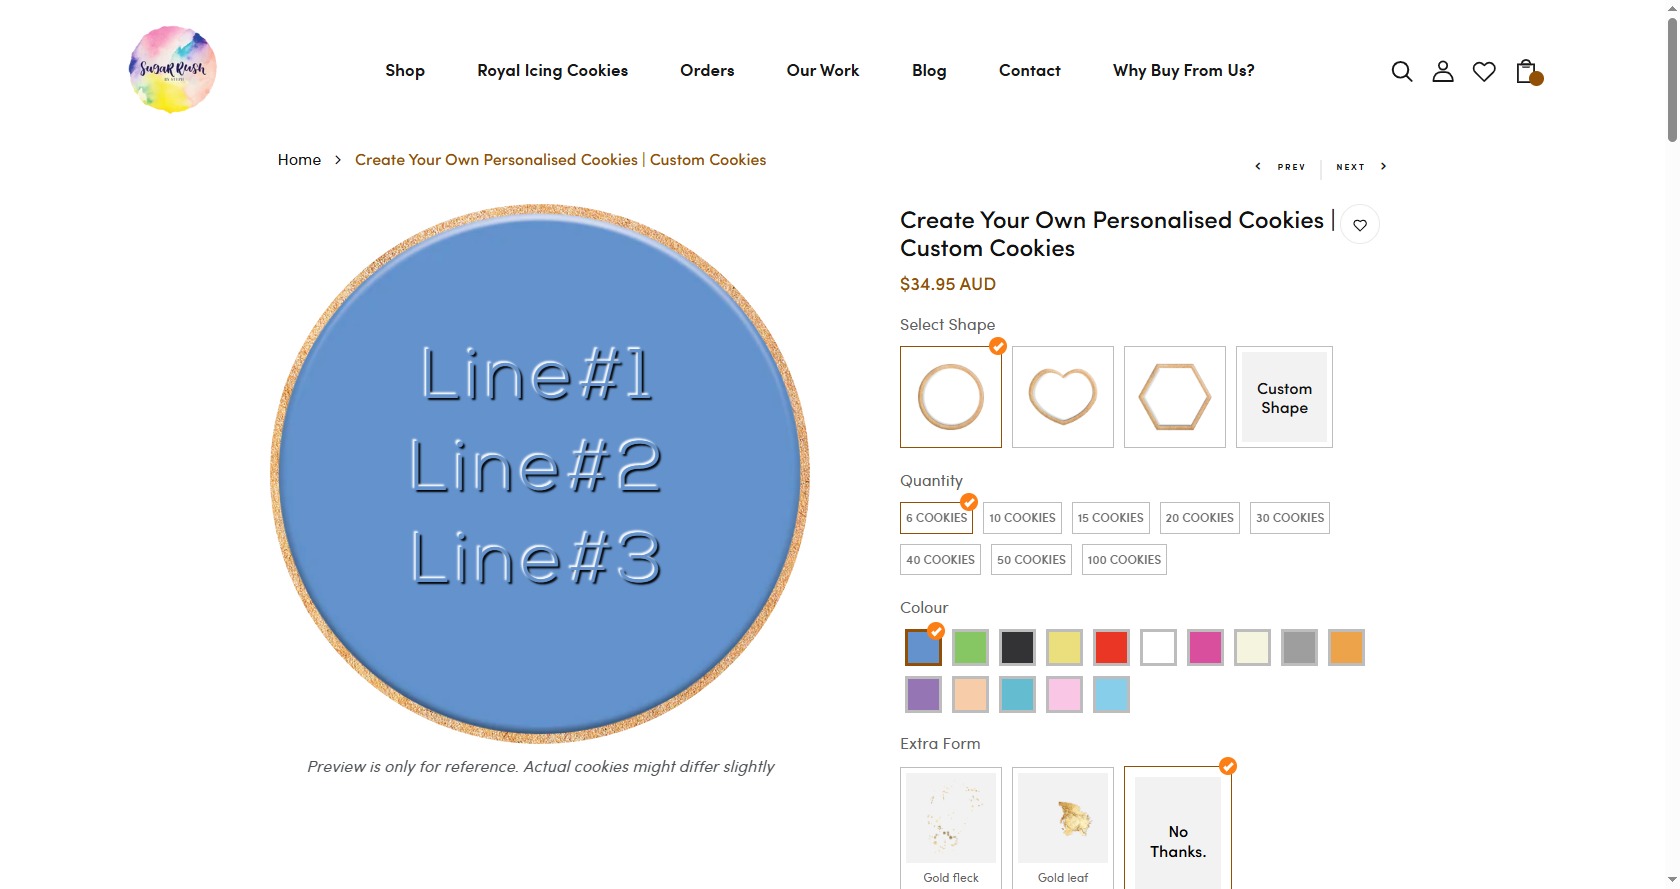 SugaR Rush
Shop
Royal Icing Cookies
Orders
Our Work
Blog
Contact
Why Buy From Us?
Home
Create Your Own Personalised Cookies | Custom Cookies
PREV
NEXT
Line#1
Line#2
Line#3
Preview is only for reference. Actual cookies might differ slightly
Create Your Own Personalised Cookies |
Custom Cookies
$34.95 AUD
Select Shape
Custom
Shape
Quantity
6 COOKIES
10 COOKIES
15 COOKIES
20 COOKIES
30 COOKIES
40 COOKIES
50 COOKIES
100 COOKIES
Colour
Extra Form
Gold fleck
Gold leaf
No
Thanks.